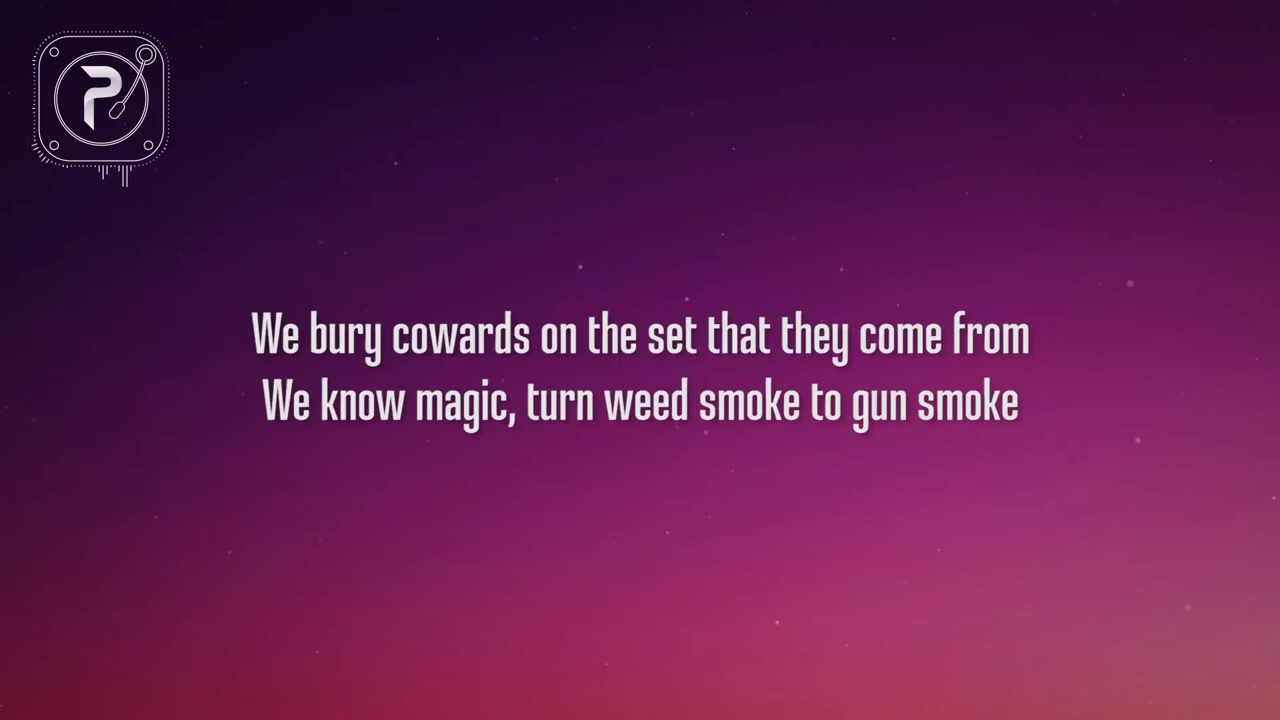 P
We bury cowards on the set that they come from
We know magic, turn weed smoke to gun smoke